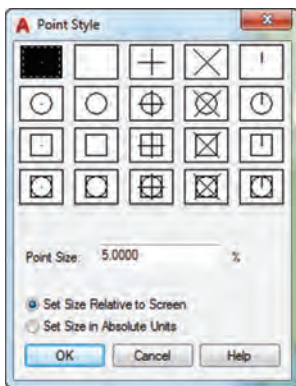 Point Style
Point Size: 5.0000 %
Set Size Relative to Screen
Set Size in Absolute Units
OK Cancel Help